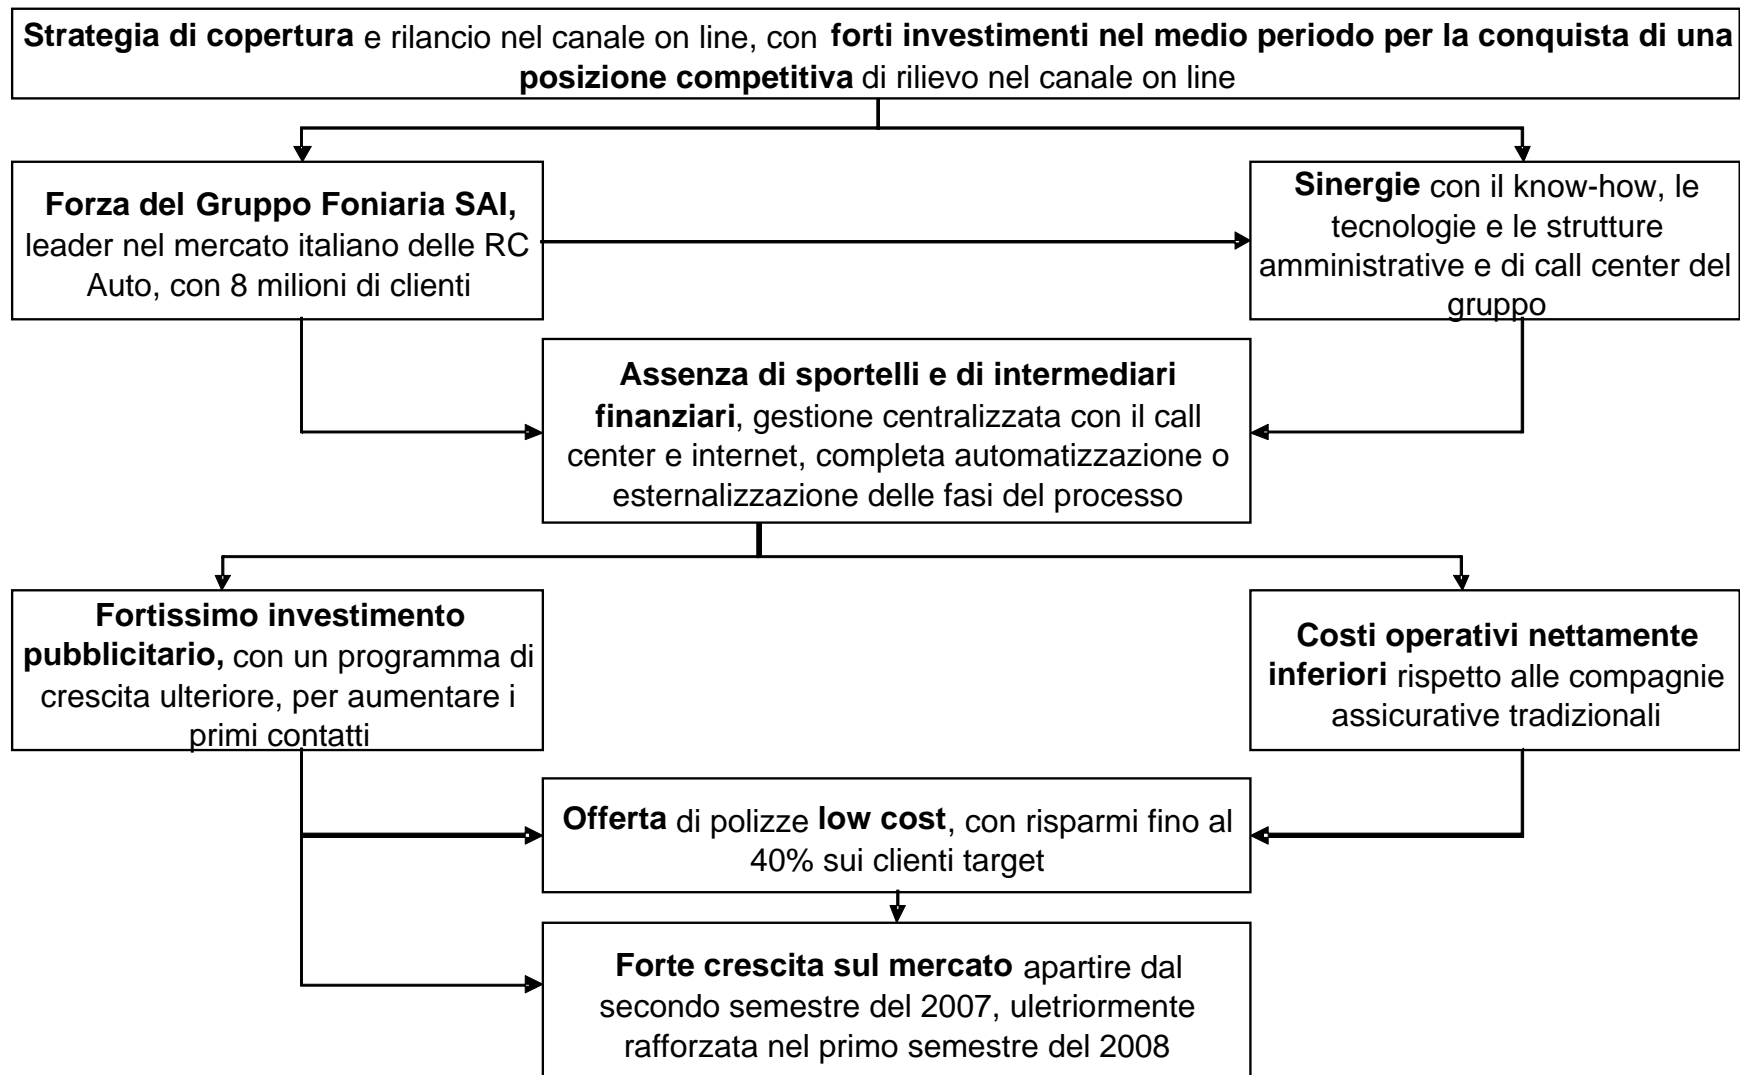 Strategia di copertura e rilancio nel canale on line, con forti investimenti nel medio periodo per la conquista di una
posizione competitiva di rilievo nel canale on line
Forza del Gruppo Foniaria SAI,
leader nel mercato italiano delle RC
Auto, con 8 milioni di clienti
Sinergie con il know-how, le
tecnologie e le strutture
amministrative e di call center del
gruppo
Assenza di sportelli e di intermediari
finanziari, gestione centralizzata con il call
center e internet, completa automatizzazione o
esternalizzazione delle fasi del processo
Fortissimo investimento
pubblicitario, con un programma di
crescita ulteriore, per aumentare i
primi contatti
Costi operativi nettamente
inferiori rispetto alle compagnie
assicurative tradizionali
Offerta di polizze low cost, con risparmi fino al
40% sui clienti target
Forte crescita sul mercato apartire dal
secondo semestre del 2007, uletriormente
rafforzata nel primo semestre del 2008